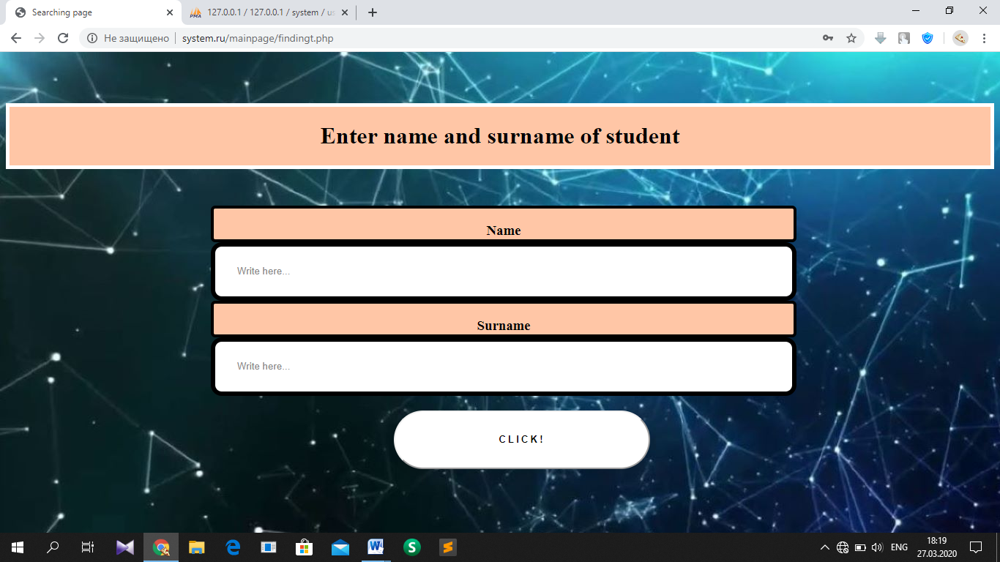 Searching page
127.0.0.1 / 127.0.0.1 / system / us
Не защищено
system.ru/mainpage/findingt.php
Enter name and surname of student
Name
Write here...
Surname
Write here...
CLICK!
ENG
18:19
27.03.2020